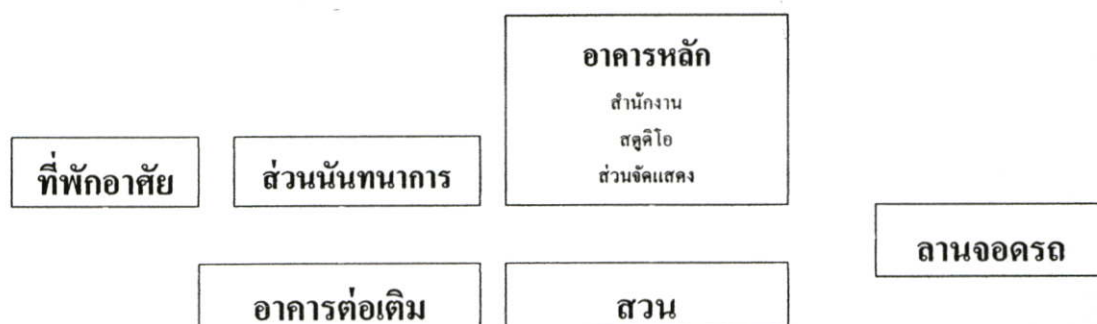 อาคารหลัก
สำนักงาน
สตูดิโอ
ส่วนจัดแสดง
ที่พักอาศัย
ส่วนนันทนาการ
ลานจอดรถ
อาคารต่อเติม
สวน